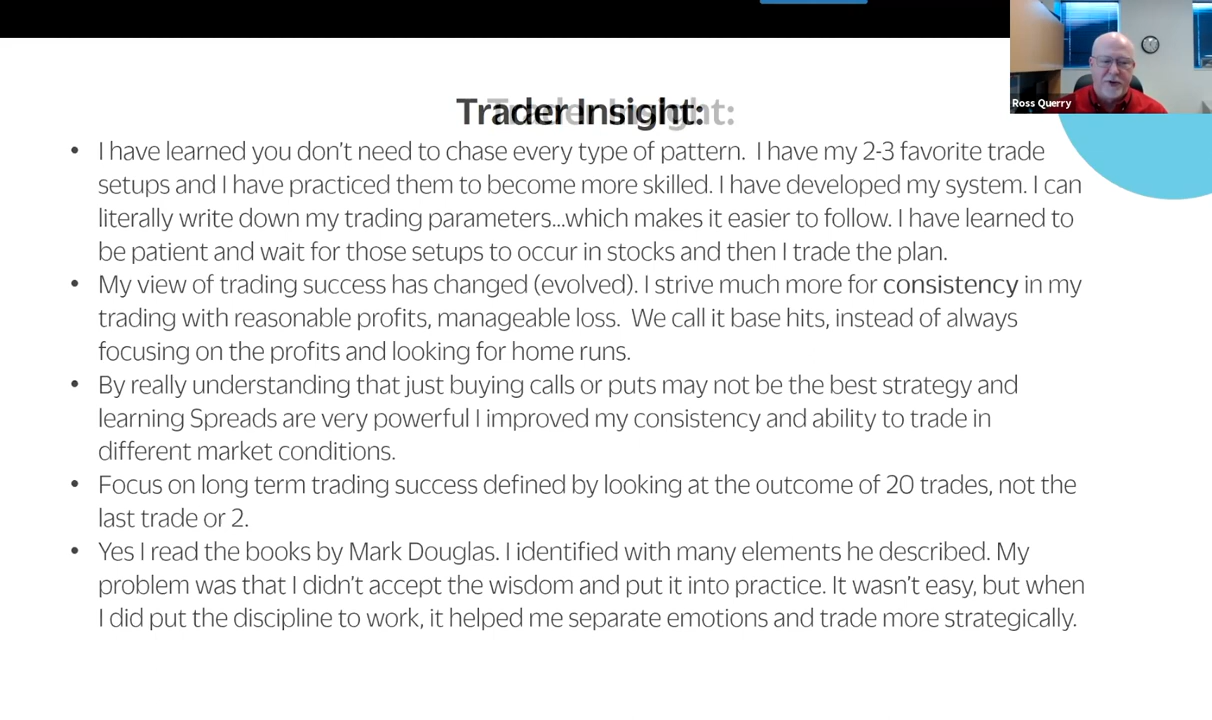 Ross Querry
Trader Insight:
• I have learned you don't need to chase every type of pattern.  I have my 2-3 favorite trade
setups and I have practiced them to become more skilled. I have developed my system. I can
literally write down my trading parameters...which makes it easier to follow. I have learned to
be patient and wait for those setups to occur in stocks and then I trade the plan.
• My view of trading success has changed (evolved). I strive much more for consistency in my
trading with reasonable profits, manageable loss.  We call it base hits, instead of always
focusing on the profits and looking for home runs.
• By really understanding that just buying calls or puts may not be the best strategy and
learning Spreads are very powerful I improved my consistency and ability to trade in
different market conditions.
• Focus on long term trading success defined by looking at the outcome of 20 trades, not the
last trade or 2.
• Yes I read the books by Mark Douglas. I identified with many elements he described. My
problem was that I didn't accept the wisdom and put it into practice. It wasn't easy, but when
I did put the discipline to work, it helped me separate emotions and trade more strategically.